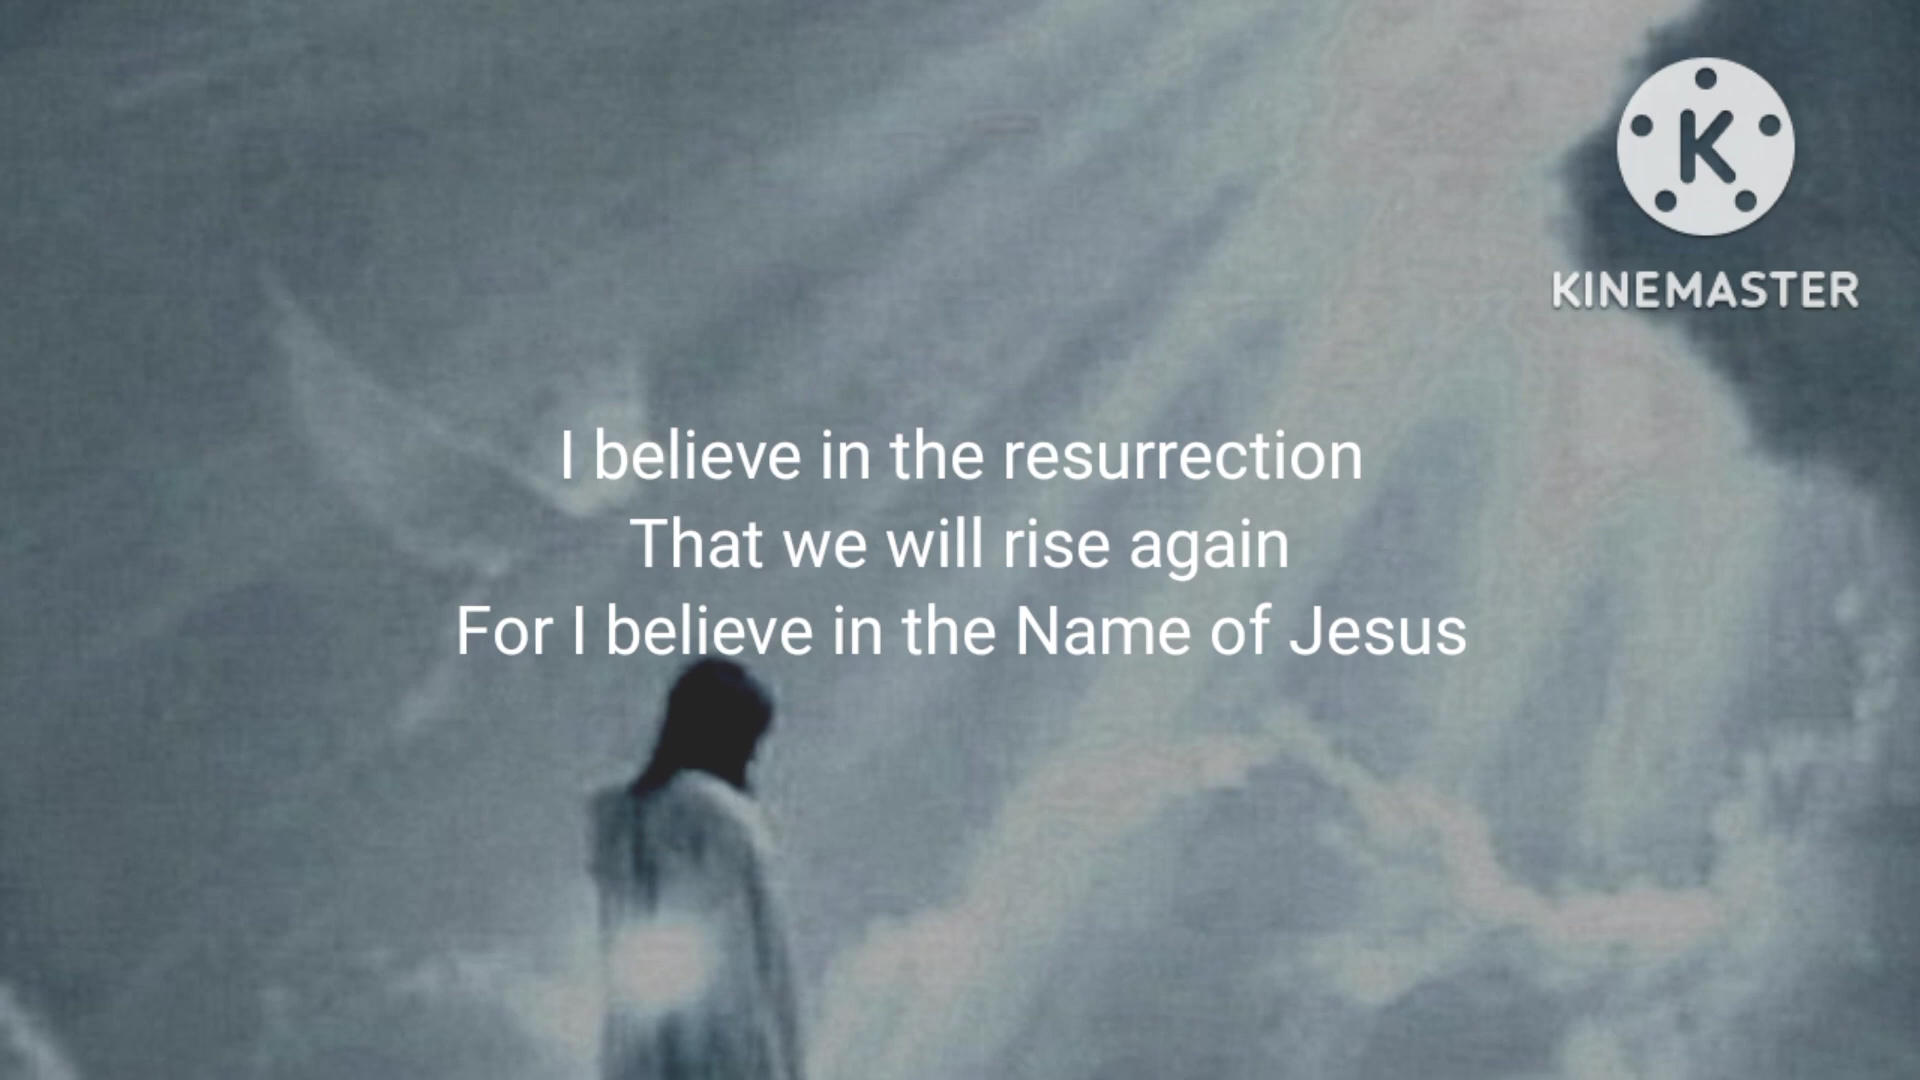 K
KINEMASTER
I believe in the resurrection
That we will rise again
For I believe in the Name of Jesus